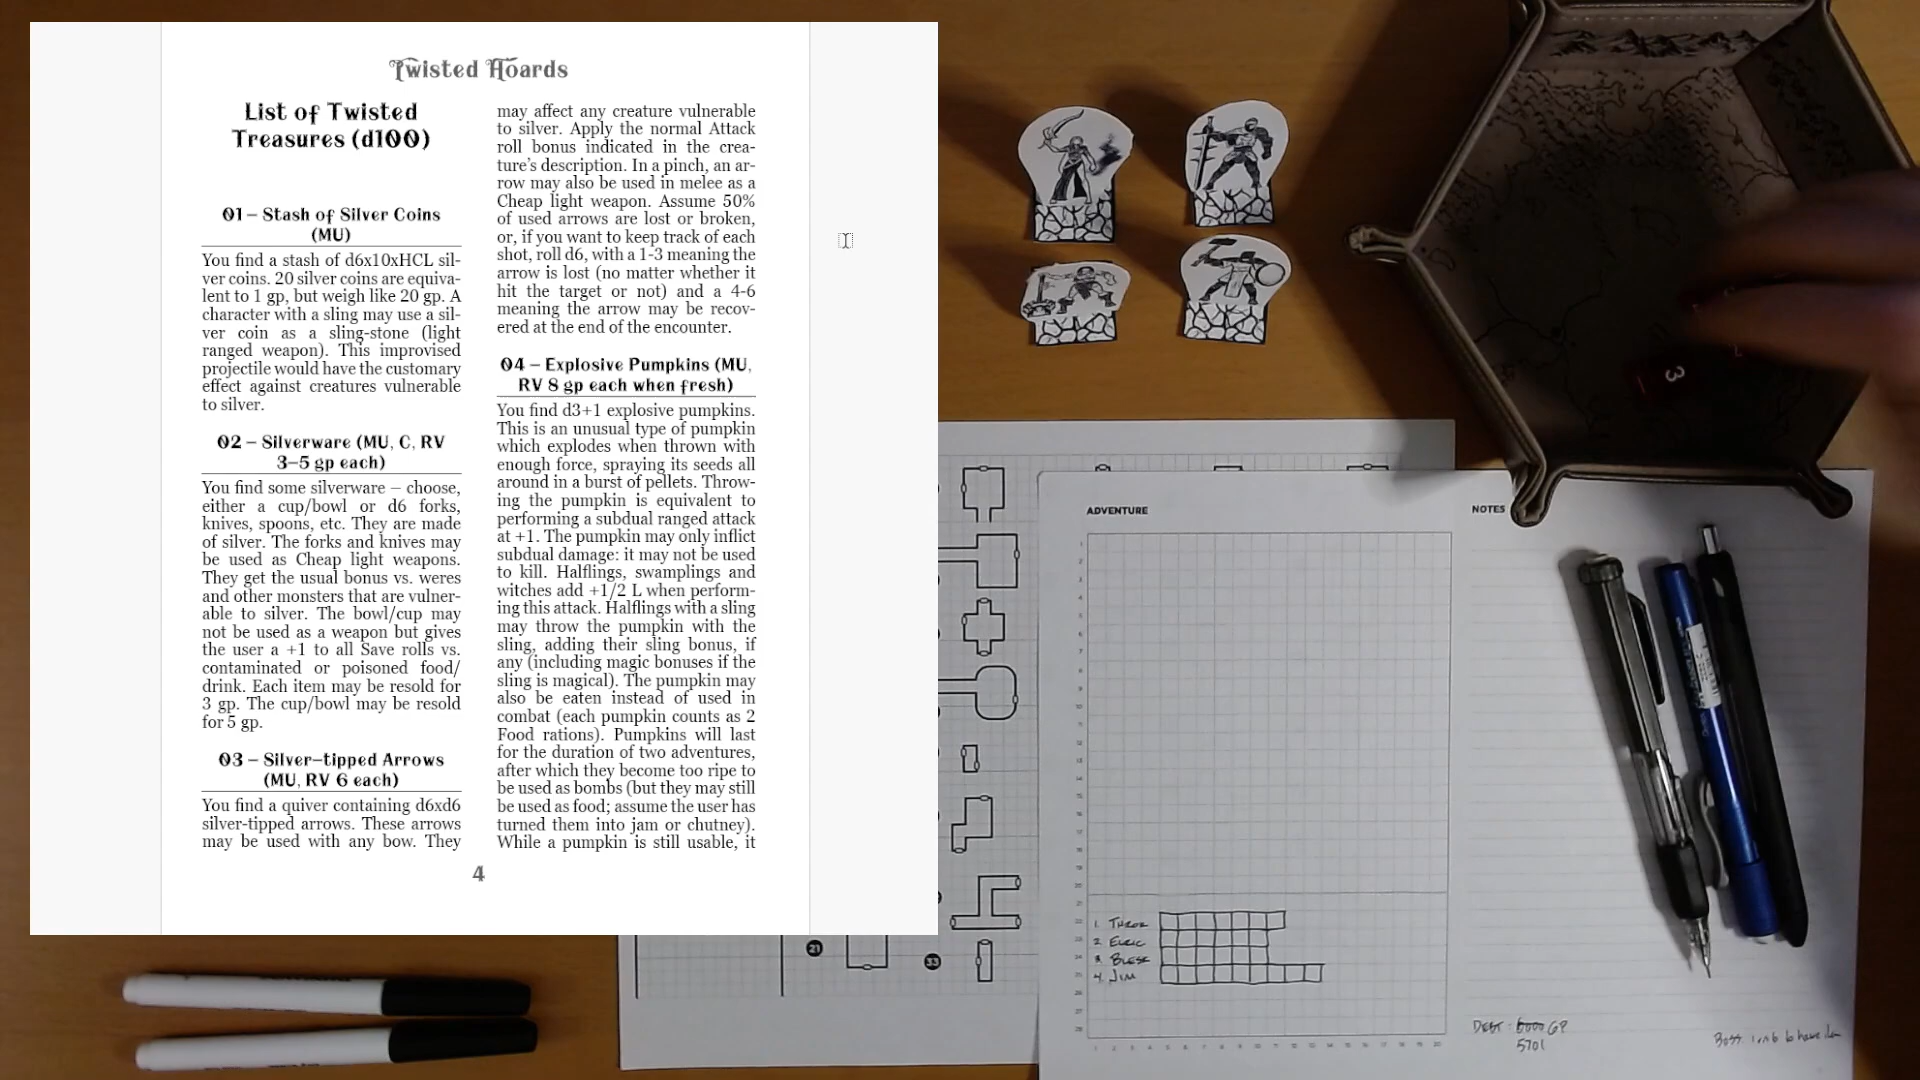 Twisted Hoards
List of Twisted
Treasures (d100)
01 – Stash of Silver Coins
(MU)
You find a stash of d6x10xHCL sil-
ver coins. 20 silver coins are equiva-
lent to 1 gp, but weigh like 20 gp. A
character with a sling may use a sil-
ver coin as a sling-stone (light
ranged weapon). This improvised
projectile would have the customary
effect against creatures vulnerable
to silver.
02 – Silverware (MU, C, RV
3–5 gp each)
You find some silverware – choose,
either a cup/bowl or d6 forks,
knives, spoons, etc. They are made
of silver. The forks and knives may
be used as Cheap light weapons.
They get the usual bonus vs. weres
and other monsters that are vulner-
able to silver. The bowl/cup may
not be used as a weapon but gives
the user a +1 to all Save rolls vs.
contaminated or poisoned food/
drink. Each item may be resold for
3 gp. The cup/bowl may be resold
for 5 gp.
03 – Silver-tipped Arrows
(MU, RV 6 each)
You find a quiver containing d6xd6
silver-tipped arrows. These arrows
may be used with any bow. They
may affect any creature vulnerable
to silver. Apply the normal Attack
roll bonus indicated in the crea-
ture's description. In a pinch, an ar-
row may also be used in melee as a
Cheap light weapon. Assume 50%
of used arrows are lost or broken,
or, if you want to keep track of each
shot, roll d6, with a 1-3 meaning the
arrow is lost (no matter whether it
hit the target or not) and a 4-6
meaning the arrow may be recov-
ered at the end of the encounter.
04 – Explosive Pumpkins (MU,
RV 8 gp each when fresh)
You find d3+1 explosive pumpkins.
This is an unusual type of pumpkin
which explodes when thrown with
enough force, spraying its seeds all
around in a burst of pellets. Throw-
ing the pumpkin is equivalent to
performing a subdual ranged attack
at +1. The pumpkin may only inflict
subdual damage: it may not be used
to kill. Halflings, swamplings and
witches add +1/2 L when perform-
ing this attack. Halflings with a sling
may throw the pumpkin with the
sling, adding their sling bonus, if
any (including magic bonuses if the
sling is magical). The pumpkin may
also be eaten instead of used in
combat (each pumpkin counts as 2
Food rations). Pumpkins will last
for the duration of two adventures,
after which they become too ripe to
be used as bombs (but they may still
be used as food; assume the user has
turned them into jam or chutney).
While a pumpkin is still usable, it
4
3
ADVENTURE
NOTES
1. THROR
2. ELRIC
3. BLESK
4. JIM
21
33
DEBT: 6000 GP
5701
Boss 1 in 6 to have